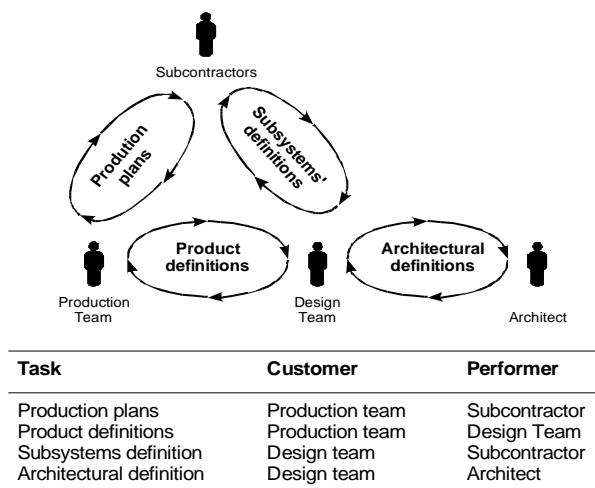 Subcontractors
Prodution
plans
Subsystems'
definitions
Product
definitions
Architectural
definitions
Production
Team
Design
Team
Architect
Task Customer Performer
Production plans Production team Subcontractor
Product definitions Production team Design Team
Subsystems definition Design team Subcontractor
Architectural definition Design team Architect